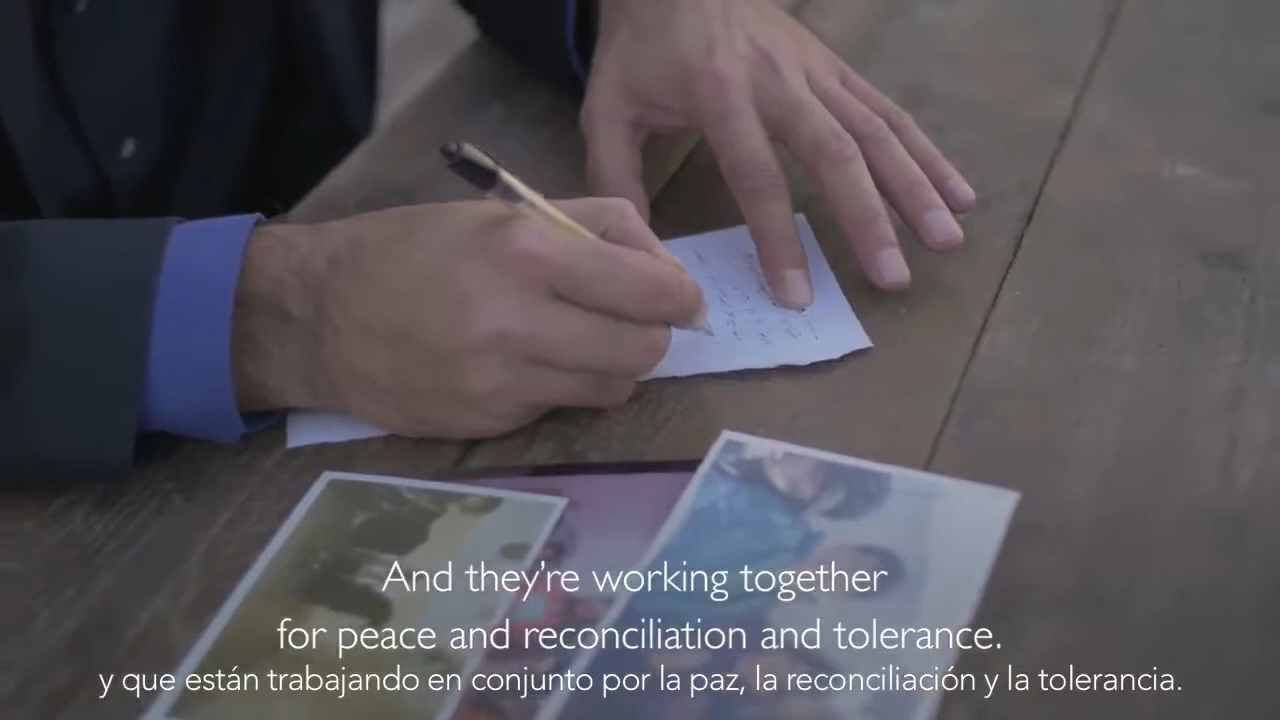 And they're working together
for peace and reconciliation and tolerance.
y que están trabajando en conjunto por la paz, la reconciliación y la tolerancia.